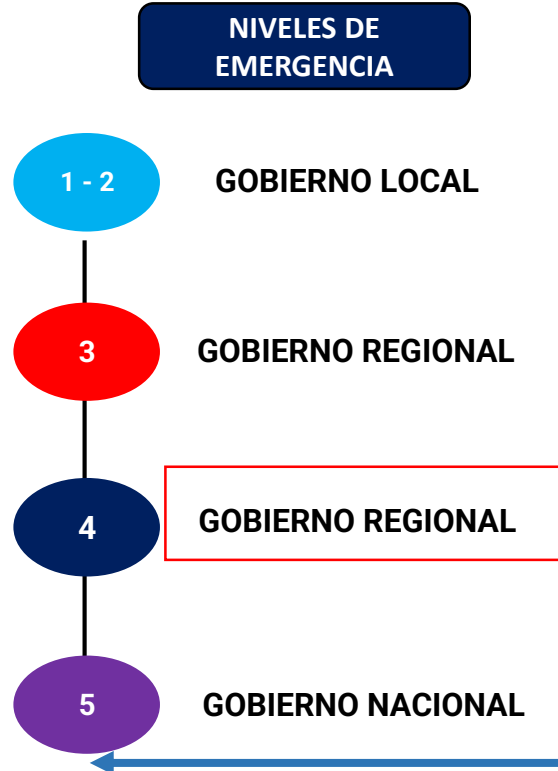 NIVELES DE
EMERGENCIA
1 - 2
GOBIERNO LOCAL
3
GOBIERNO REGIONAL
4
GOBIERNO REGIONAL
5
GOBIERNO NACIONAL